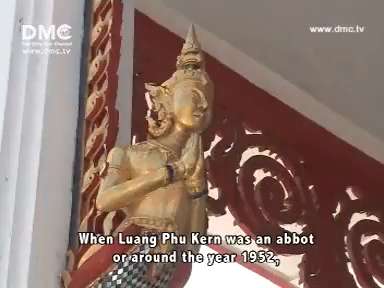 DMC
The Only One Channel
www.dmc.tv
www.dmc.tv
DMC
When Luang Phu Kern was an abbot
or around the year 1952,